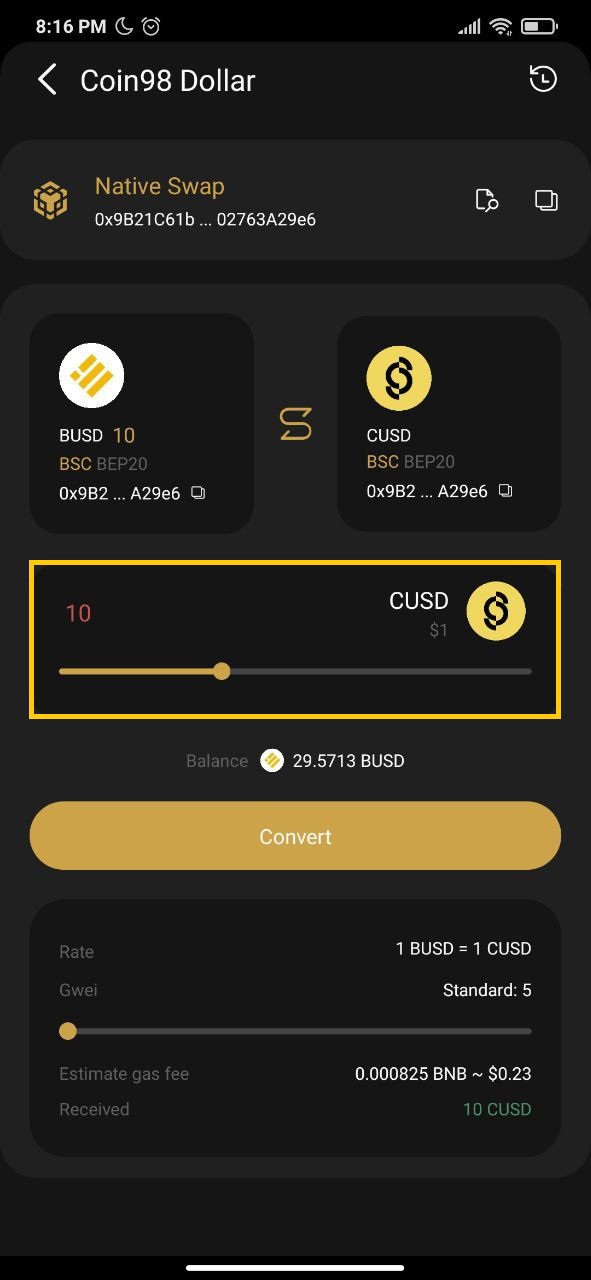 8:16 PM
Coin98 Dollar
Native Swap
0x9B21C61b ... 02763A29e6
BUSD 10
BSC BEP20
0x9B2 ... A29e6
CUSD
BSC BEP20
0x9B2 ... A29e6
10
CUSD
$1
Balance 29.5713 BUSD
Convert
Rate 1 BUSD = 1 CUSD
Gwei Standard: 5
Estimate gas fee 0.000825 BNB ~ $0.23
Received 10 CUSD